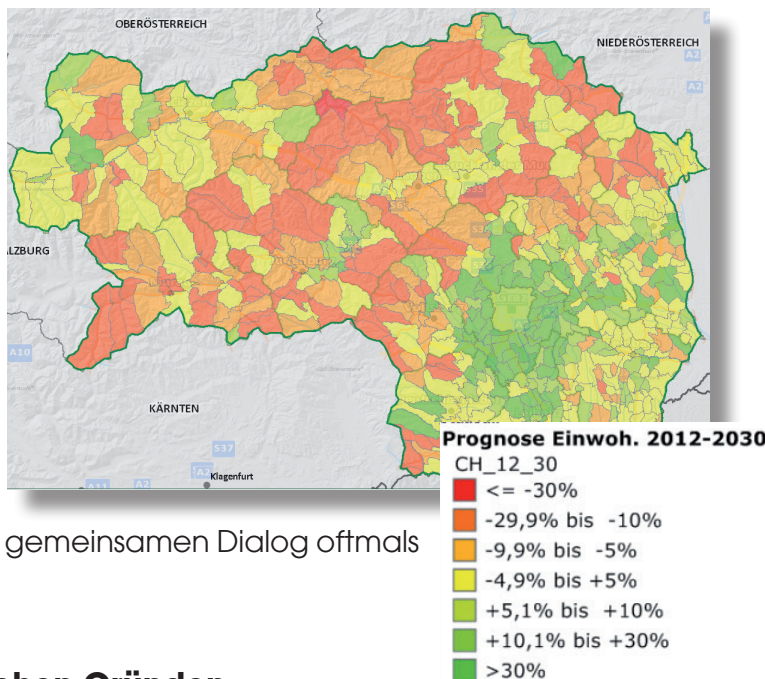 OBERÖSTERREICH
NIEDERÖSTERREICH
A2
A2
LZBURG
A10
KÄRNTEN
S37
A2
Klagenfurt
A11
A2
Prognose Einwoh. 2012-2030
CH_12_30
<= -30%
-29,9% bis -10%
-9,9% bis -5%
-4,9% bis +5%
+5,1% bis +10%
+10,1% bis +30%
>30%
gemeinsamen Dialog oftmals